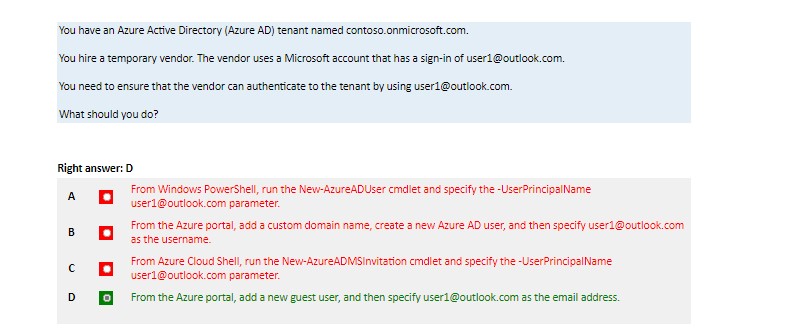 You have an Azure Active Directory (Azure AD) tenant named contoso.onmicrosoft.com.
You hire a temporary vendor. The vendor uses a Microsoft account that has a sign-in of user1@outlook.com.
You need to ensure that the vendor can authenticate to the tenant by using user1@outlook.com.
What should you do?
Right answer: D
A From Windows PowerShell, run the New-AzureADUser cmdlet and specify the -UserPrincipalName
user1@outlook.com parameter.
B From the Azure portal, add a custom domain name, create a new Azure AD user, and then specify user1@outlook.com
as the username.
C From Azure Cloud Shell, run the New-AzureADMSInvitation cmdlet and specify the -UserPrincipalName
user1@outlook.com parameter.
D From the Azure portal, add a new guest user, and then specify user1@outlook.com as the email address.